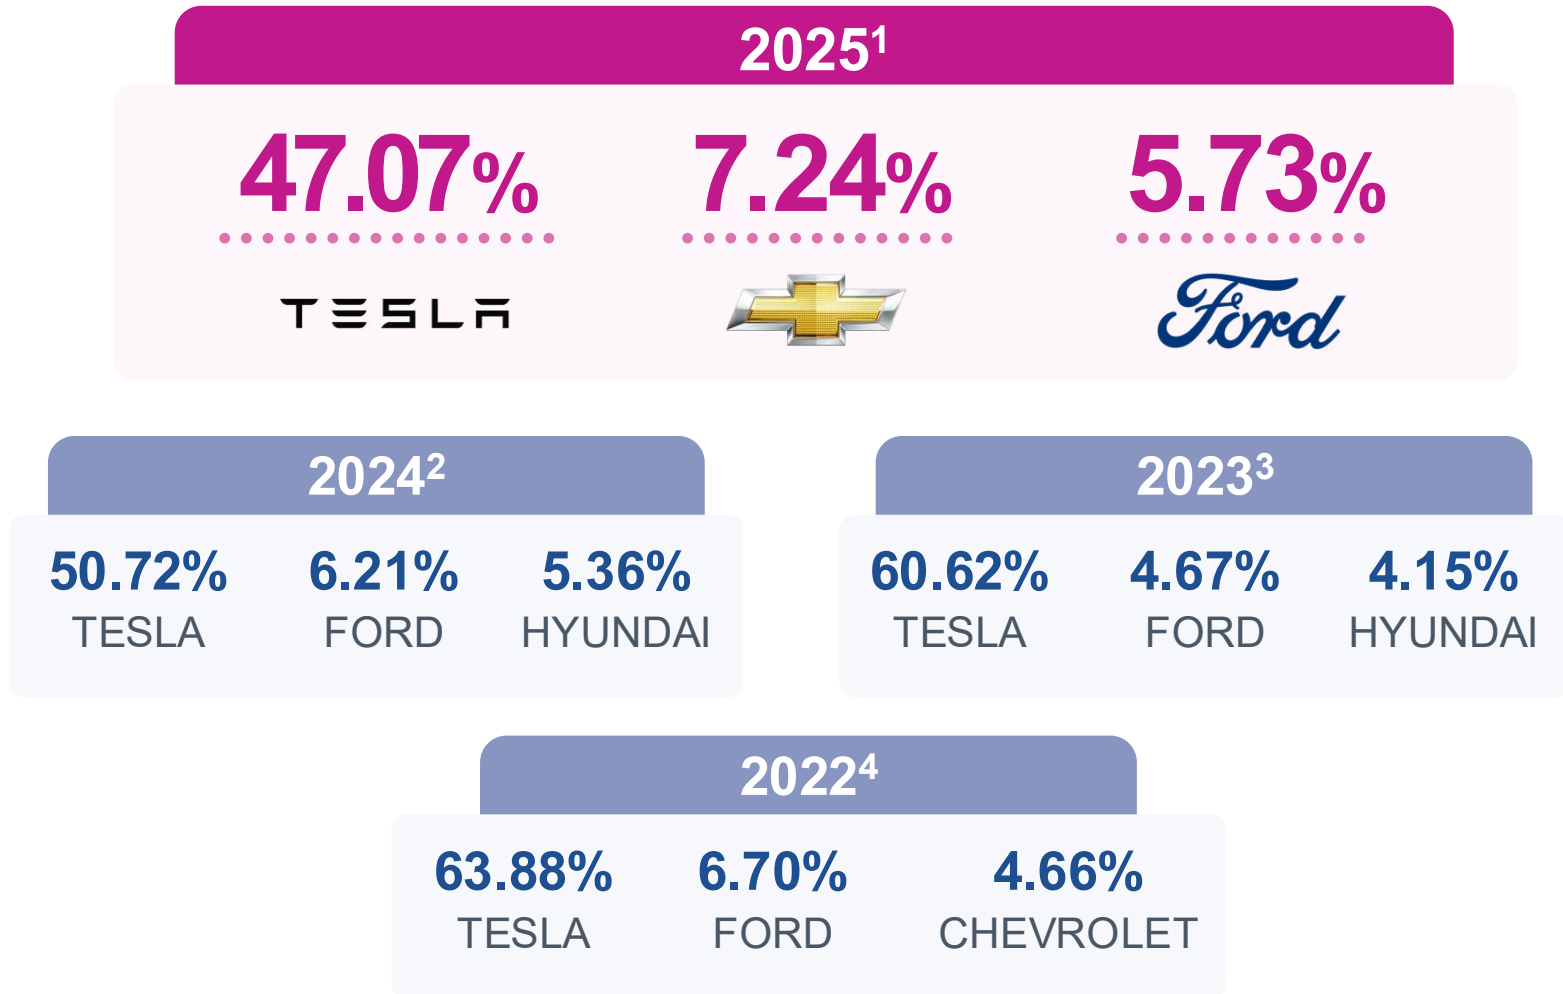 2025¹
47.07% 7.24% 5.73%
TESLA Ford
2024² 2023³
50.72% 6.21% 5.36% 60.62% 4.67% 4.15%
TESLA FORD HYUNDAI TESLA FORD HYUNDAI
2022⁴
63.88% 6.70% 4.66%
TESLA FORD CHEVROLET